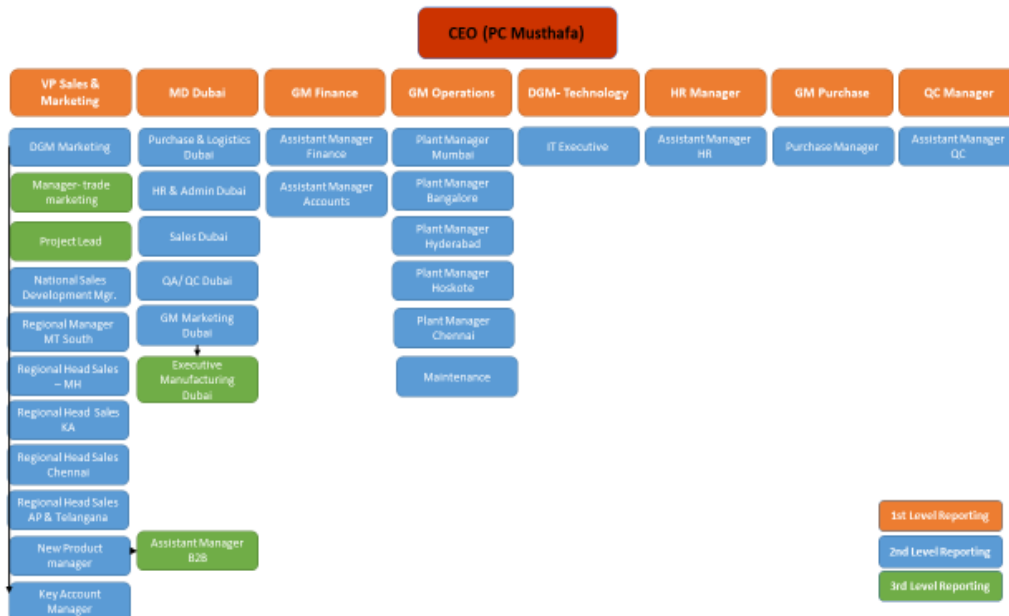 CEO (PC Musthafa)
VP Sales &
Marketing
MD Dubai
GM Finance
GM Operations
DGM- Technology
HR Manager
GM Purchase
QC Manager
DGM Marketing
Purchase & Logistics
Dubai
Assistant Manager
Finance
Plant Manager
Mumbai
IT Executive
Assistant Manager
HR
Purchase Manager
Assistant Manager
QC
Manager- trade
marketing
HR & Admin Dubai
Assistant Manager
Accounts
Plant Manager
Bangalore
Project Lead
Sales Dubai
Plant Manager
Hyderabad
National Sales
Development Mgr.
QA/ QC Dubai
Plant Manager
Hoskote
Regional Manager
MT South
GM Marketing
Dubai
Plant Manager
Chennai
Regional Head Sales
– MH
Executive
Manufacturing
Dubai
Maintenance
Regional Head Sales
KA
Regional Head Sales
Chennai
Regional Head Sales
AP & Telangana
New Product
manager
Assistant Manager
B2B
Key Account
Manager
1st Level Reporting
2nd Level Reporting
3rd Level Reporting